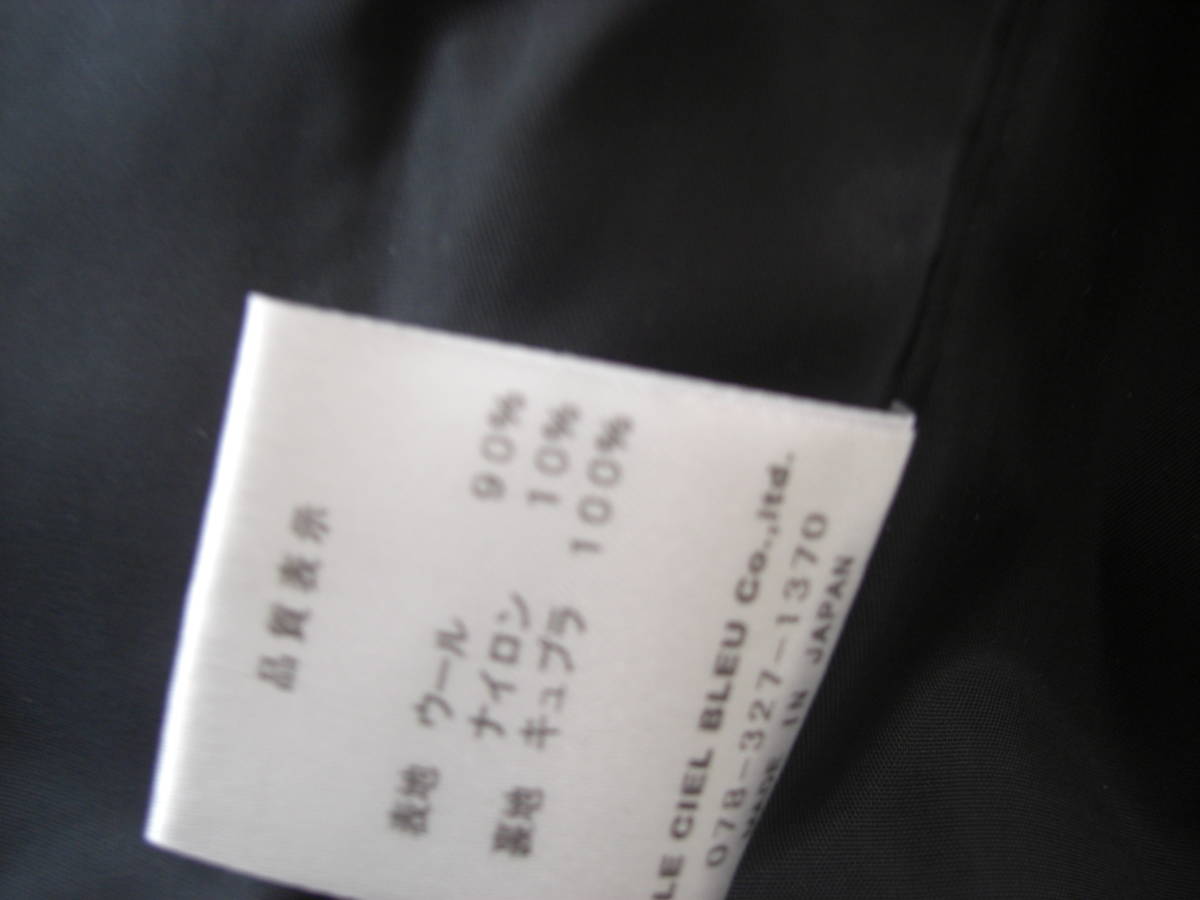 品質表示
表地 ウール 90%
ナイロン 10%
裏地 キュプラ 100%
LE CIEL BLEU Co.,ltd.
078-327-1370
MADE IN JAPAN